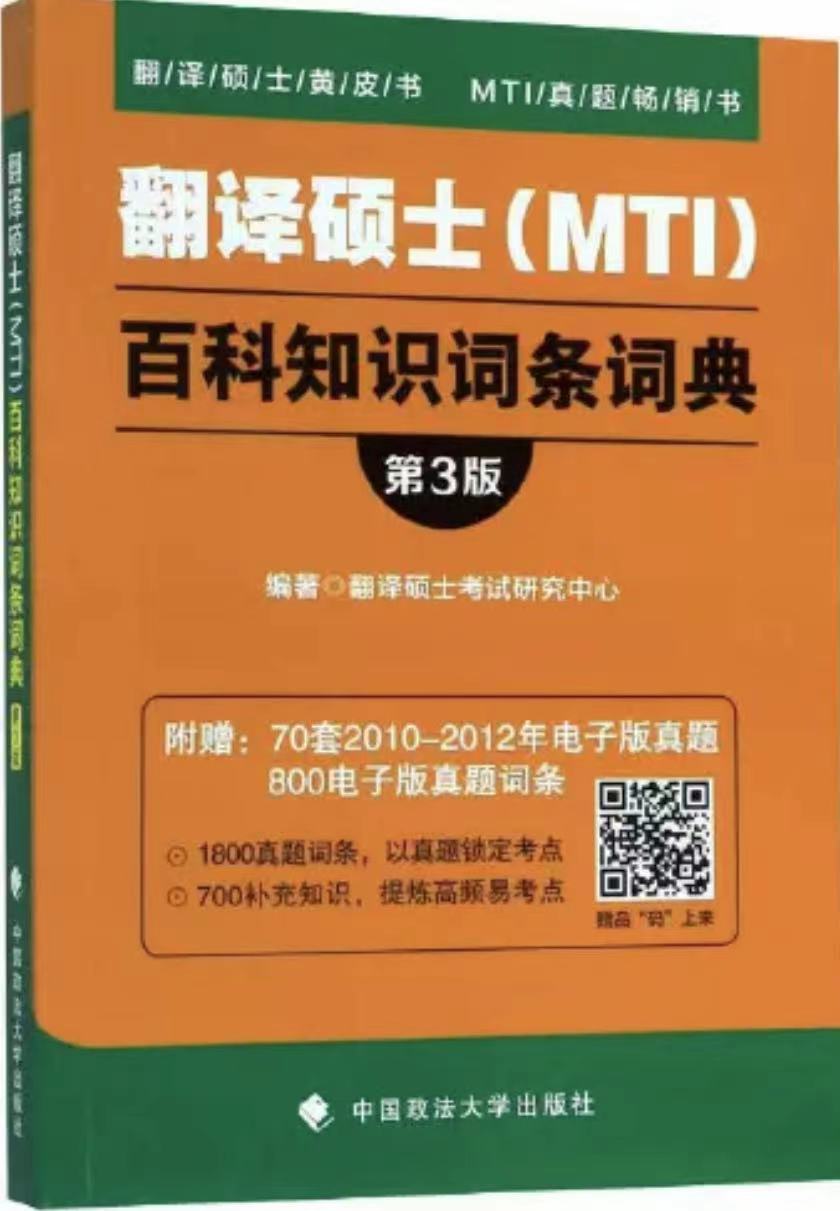 翻/译/硕/士/黄/皮/书 MTI/真/题/畅/销/书
翻译硕士(MTI)
百科知识词条词典
第3版
编著◎翻译硕士考试研究中心
附赠：70套2010-2012年电子版真题
800电子版真题词条
⊙ 1800真题词条，以真题锁定考点
⊙ 700补充知识，提炼高频易考点
赠品“码”上来
中国政法大学出版社
翻译硕士(MTI)百科知识词条词典
中国政法大学出版社